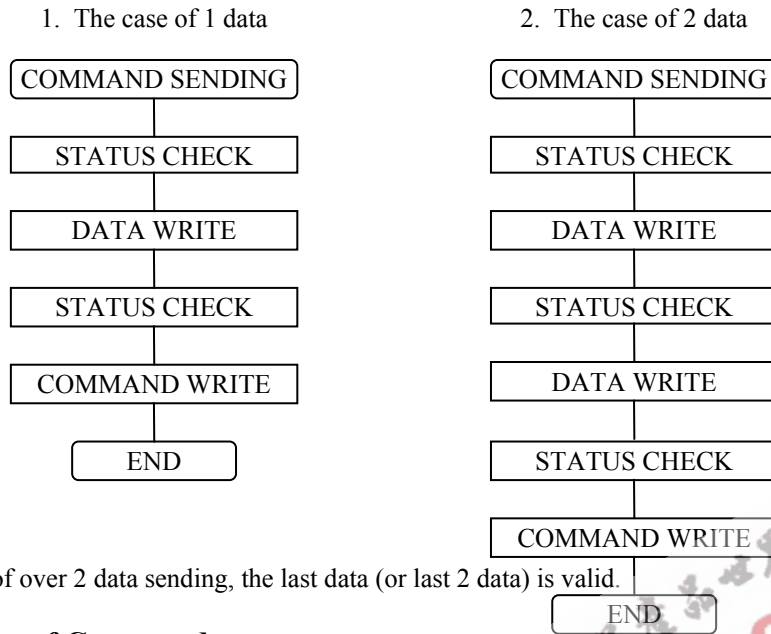 1. The case of 1 data
COMMAND SENDING
STATUS CHECK
DATA WRITE
STATUS CHECK
COMMAND WRITE
END
2. The case of 2 data
COMMAND SENDING
STATUS CHECK
DATA WRITE
STATUS CHECK
DATA WRITE
STATUS CHECK
COMMAND WRITE
END
of over 2 data sending, the last data (or last 2 data) is valid.